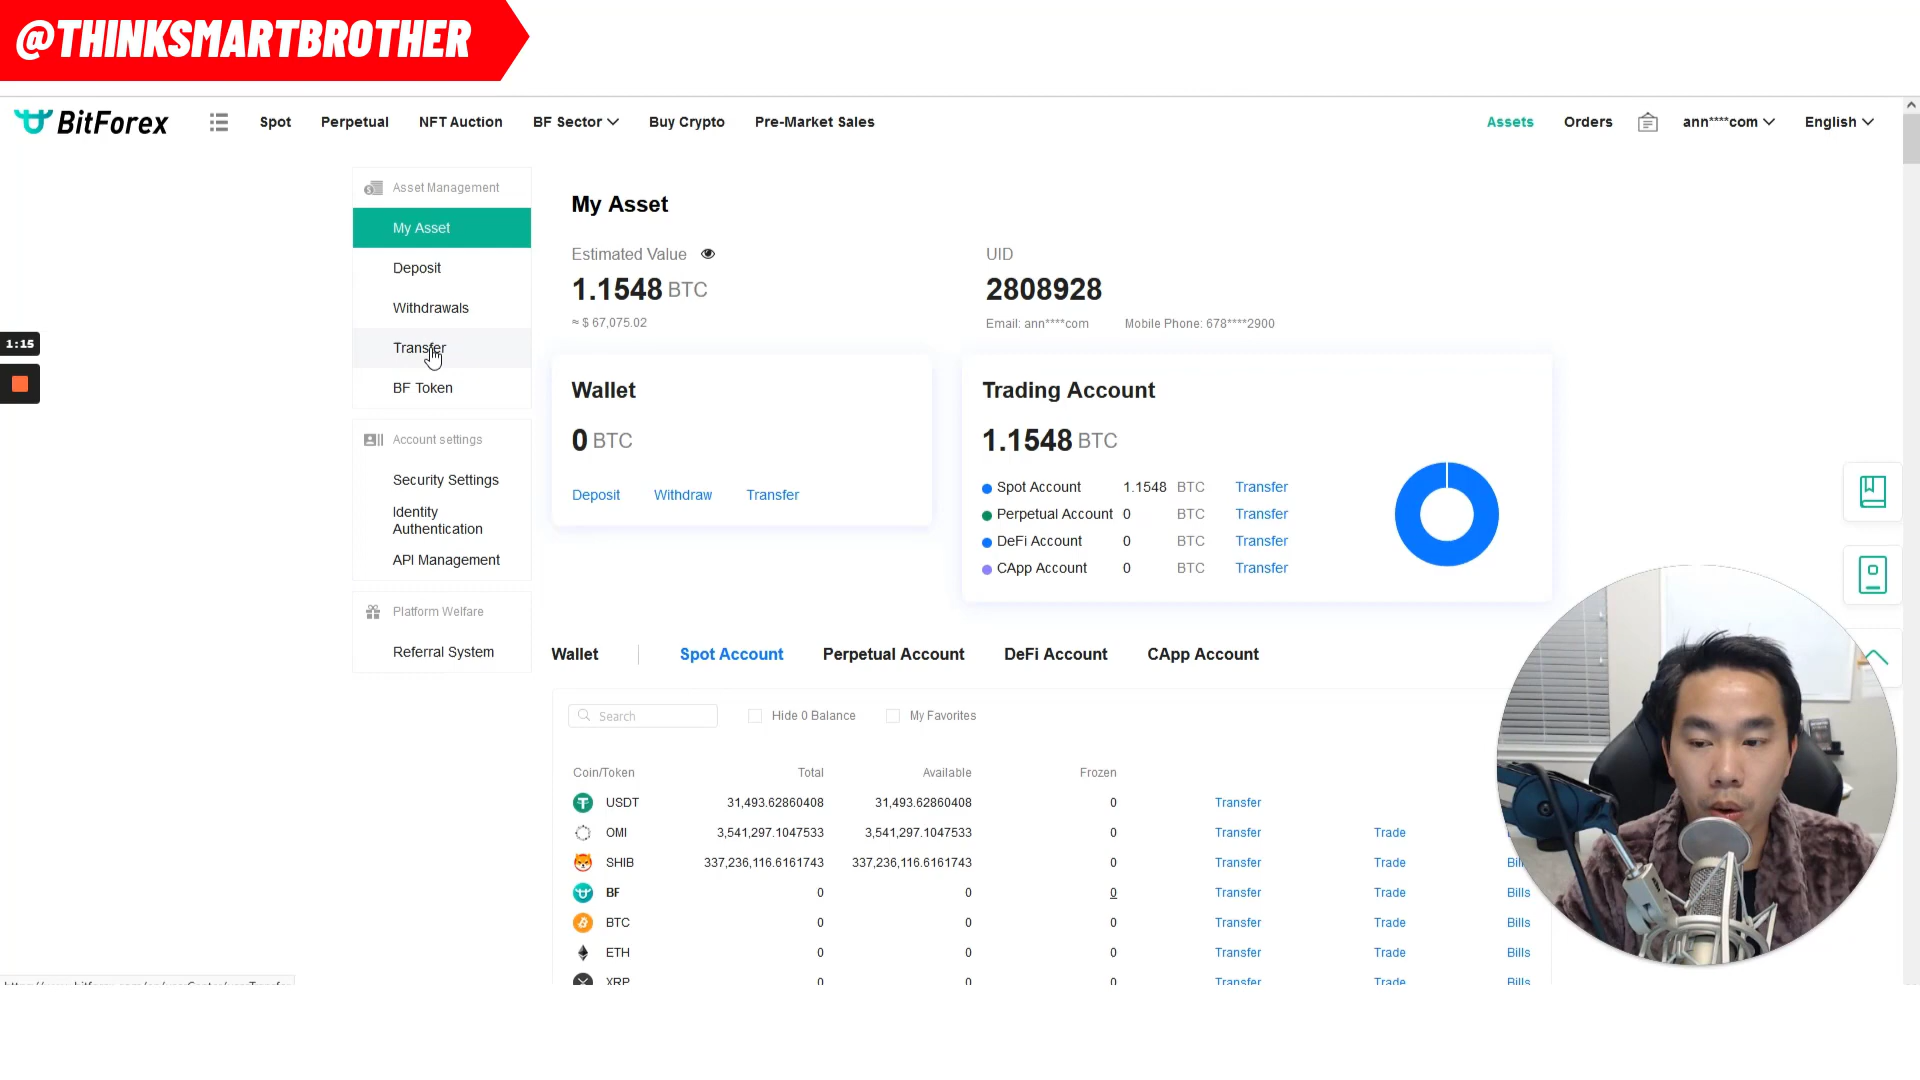 @THINKSMARTBROTHER
BitForex
Spot
Perpetual
NFT Auction
BF Sector
Buy Crypto
Pre-Market Sales
Assets
Orders
ann****com
English
Asset Management
My Asset
Deposit
Withdrawals
Transfer
BF Token
Account settings
Security Settings
Identity
Authentication
API Management
Platform Welfare
Referral System
1:15
My Asset
Estimated Value
1.1548 BTC
≈ $ 67,075.02
UID
2808928
Email: ann****com Mobile Phone: 678****2900
Wallet
0 BTC
Deposit Withdraw Transfer
Trading Account
1.1548 BTC
Spot Account 1.1548 BTC Transfer
Perpetual Account 0 BTC Transfer
DeFi Account 0 BTC Transfer
CApp Account 0 BTC Transfer
Wallet Spot Account Perpetual Account DeFi Account CApp Account
Search Hide 0 Balance My Favorites
Coin/Token Total Available Frozen
USDT 31,493.62860408 31,493.62860408 0 Transfer
OMI 3,541,297.1047533 3,541,297.1047533 0 Transfer Trade
SHIB 337,236,116.6161743 337,236,116.6161743 0 Transfer Trade
BF 0 0 0 Transfer Trade Bills
BTC 0 0 0 Transfer Trade Bills
ETH 0 0 0 Transfer Trade Bills
XRP 0 0 0 Transfer Trade Bills